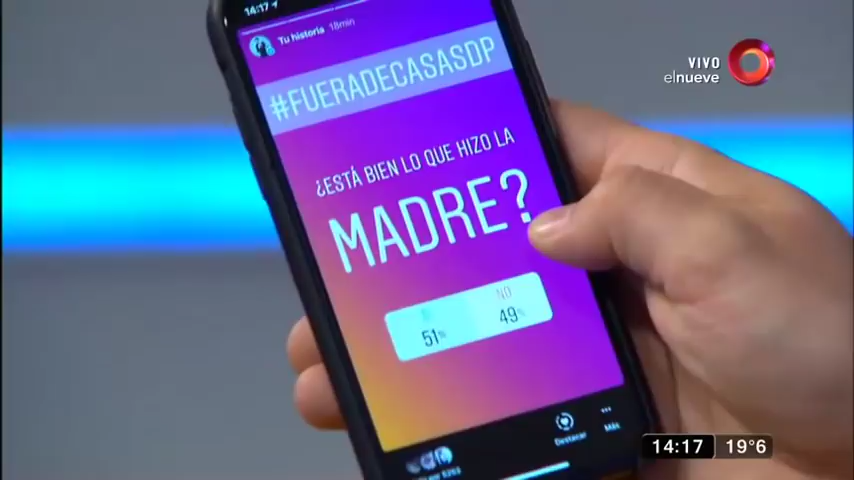 14:17
Tu historia 18min
#FUERADECASASDP
¿ESTÁ BIEN LO QUE HIZO LA
MADRE?
NO
51%
49%
Destacar
Más
VIVO
elnueve
14:17
19°6